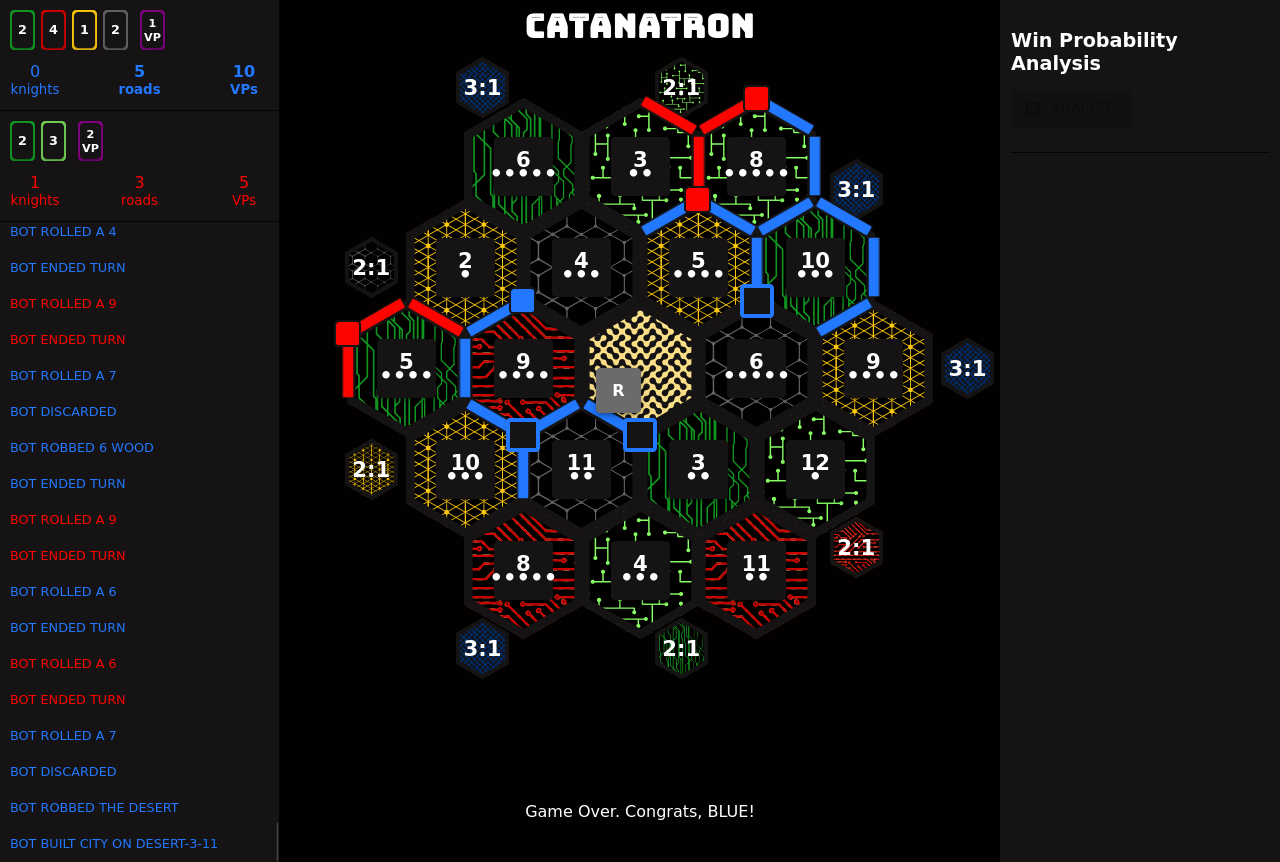 2 4 1 2 1 VP
0 knights 5 roads 10 VPs
2 3 2 VP
1 knights 3 roads 5 VPs
BOT ROLLED A 4
BOT ENDED TURN
BOT ROLLED A 9
BOT ENDED TURN
BOT ROLLED A 7
BOT DISCARDED
BOT ROBBED 6 WOOD
BOT ENDED TURN
BOT ROLLED A 9
BOT ENDED TURN
BOT ROLLED A 6
BOT ENDED TURN
BOT ROLLED A 6
BOT ENDED TURN
BOT ROLLED A 7
BOT DISCARDED
BOT ROBBED THE DESERT
BOT BUILT CITY ON DESERT-3-11
CATANATRON
3:1 2:1
6 3 8
3:1
2:1 2 4 5 10
5 9 6 9 3:1
R
2:1 10 11 3 12
8 4 11 2:1
3:1 2:1
Game Over. Congrats, BLUE!
Win Probability
Analysis
ANALYZE